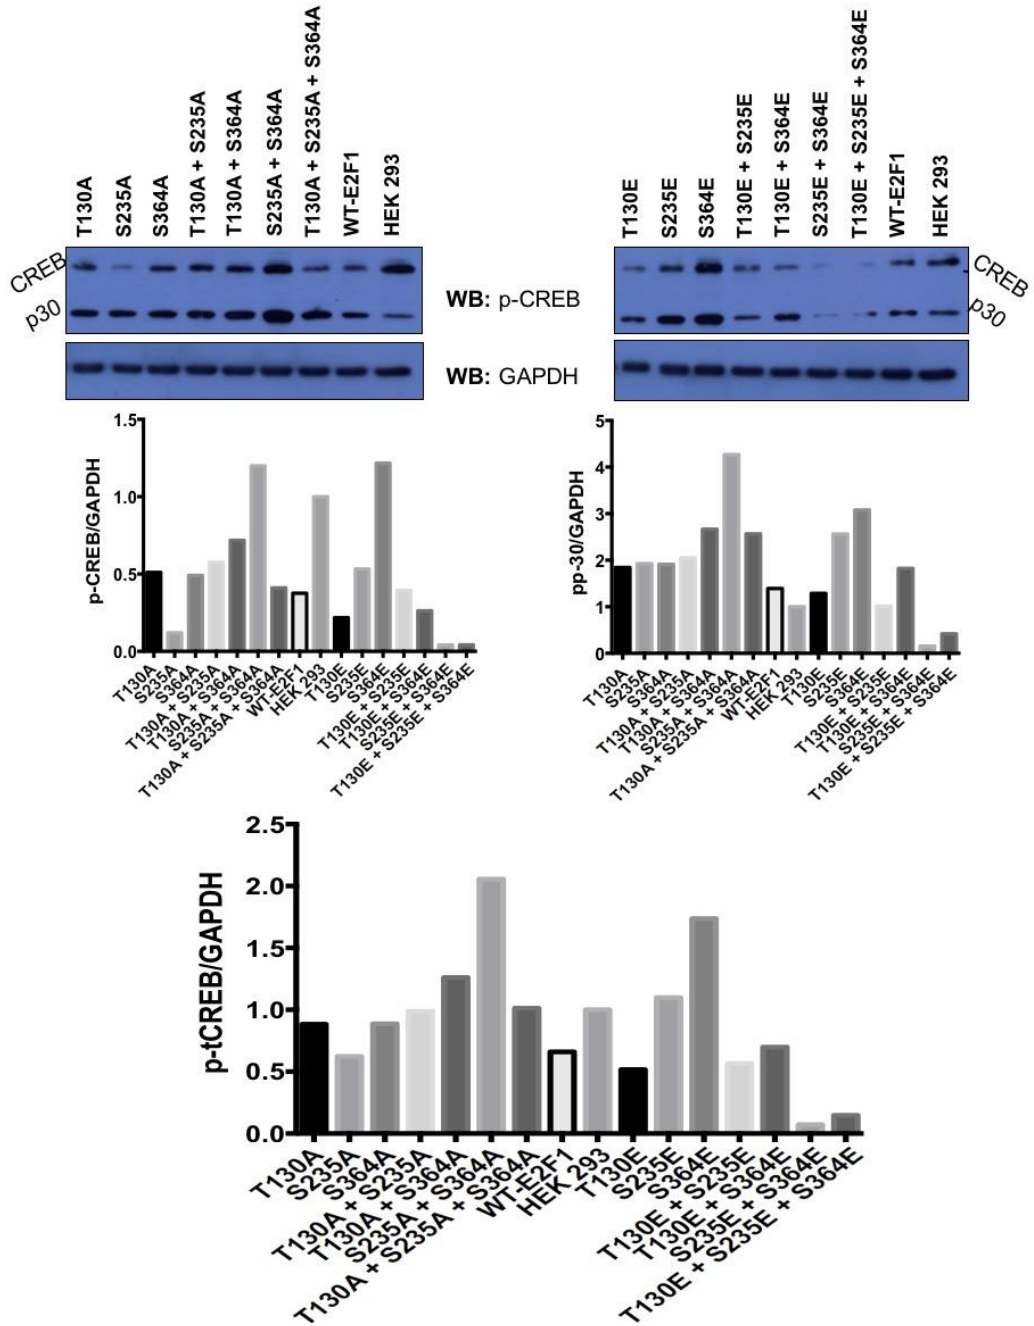 T130A
S235A
S364A
T130A + S235A
T130A + S364A
S235A + S364A
T130A + S235A + S364A
WT-E2F1
HEK 293
T130E
S235E
S364E
T130E + S235E
T130E + S364E
S235E + S364E
T130E + S235E + S364E
WT-E2F1
HEK 293
CREB
p30
WB: p-CREB
CREB
p30
WB: GAPDH
p-CREB/GAPDH
1.5
1.0
0.5
0.0
T130A
S235A
S364A
T130A + S235A
T130A + S364A
S235A + S364A
T130A + S235A + S364A
WT-E2F1
HEK 293
T130E
S235E
S364E
T130E + S235E
T130E + S364E
S235E + S364E
T130E + S235E + S364E
pp-30/GAPDH
5
4
3
2
1
0
T130A
S235A
S364A
T130A + S235A
T130A + S364A
S235A + S364A
T130A + S235A + S364A
WT-E2F1
HEK 293
T130E
S235E
S364E
T130E + S235E
T130E + S364E
S235E + S364E
T130E + S235E + S364E
p-tCREB/GAPDH
2.5
2.0
1.5
1.0
0.5
0.0
T130A
S235A
S364A
T130A + S235A
T130A + S364A
S235A + S364A
T130A + S235A + S364A
WT-E2F1
HEK 293
T130E
S235E
S364E
T130E + S235E
T130E + S364E
S235E + S364E
T130E + S235E + S364E